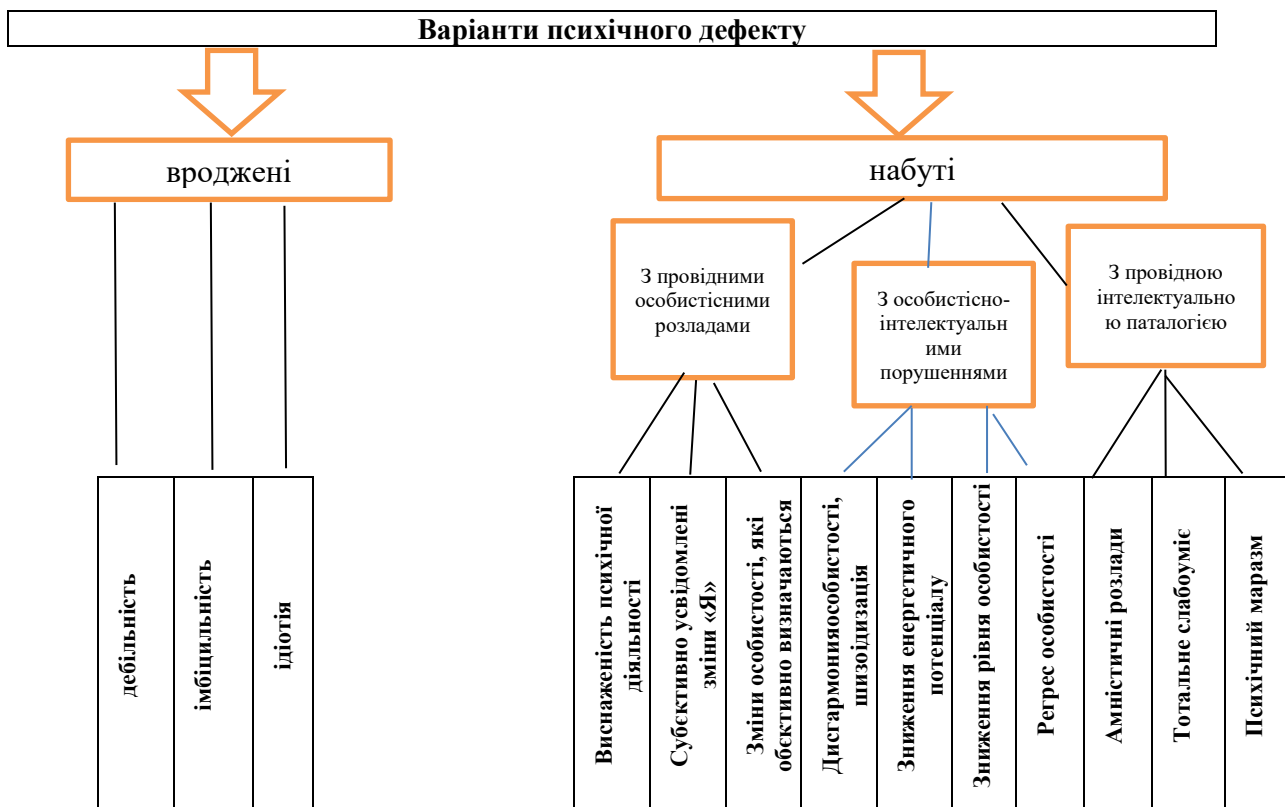 Варіанти психічного дефекту
вроджені
набуті
З провідними
особистісними
розладами
З особистісно-
інтелектуальн
ими
порушеннями
З провідною
інтелектуально
ю паталогією
дебільність
імбіцильність
ідіотія
Виснаженість психічної
діяльності
Субєктивно усвідомлені
зміни «Я»
Зміни особистості, які
обєктивно визначаються
Дисгармонияособистості,
шизоідизація
Зниження енергетичного
потенціалу
Зниження рівня особистості
Регрес особистості
Амністичні розлади
Тотальне слабоуміє
Психічний маразм